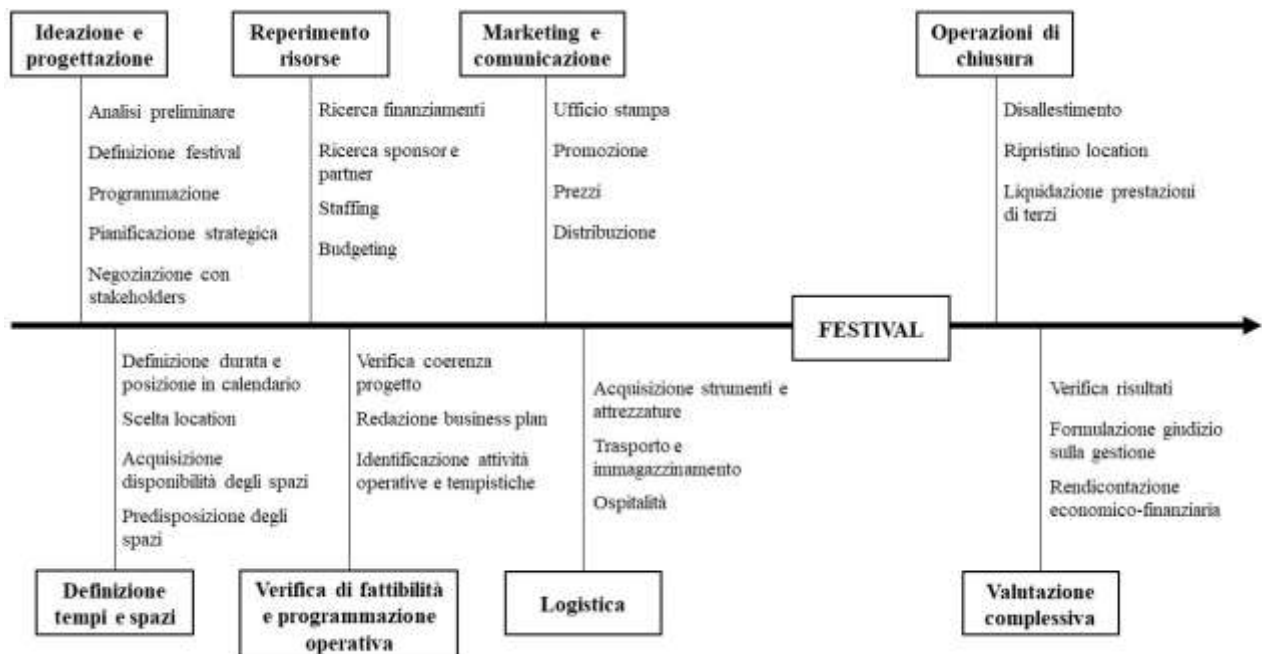 Ideazione e
progettazione
Analisi preliminare
Definizione festival
Programmazione
Pianificazione strategica
Negoziazione con
stakeholders
Reperimento
risorse
Ricerca finanziamenti
Ricerca sponsor e
partner
Staffing
Budgeting
Marketing e
comunicazione
Ufficio stampa
Promozione
Prezzi
Distribuzione
Operazioni di
chiusura
Disallestimento
Ripristino location
Liquidazione prestazioni
di terzi
FESTIVAL
Definizione durata e
posizione in calendario
Scelta location
Acquisizione
disponibilità degli spazi
Predisposizione degli
spazi
Definizione
tempi e spazi
Verifica coerenza
progetto
Redazione business plan
Identificazione attività
operative e tempistiche
Verifica di fattibilità
e programmazione
operativa
Acquisizione strumenti e
attrezzature
Trasporto e
immagazzinamento
Ospitalità
Logistica
Verifica risultati
Formulazione giudizio
sulla gestione
Rendicontazione
economico-finanziaria
Valutazione
complessiva